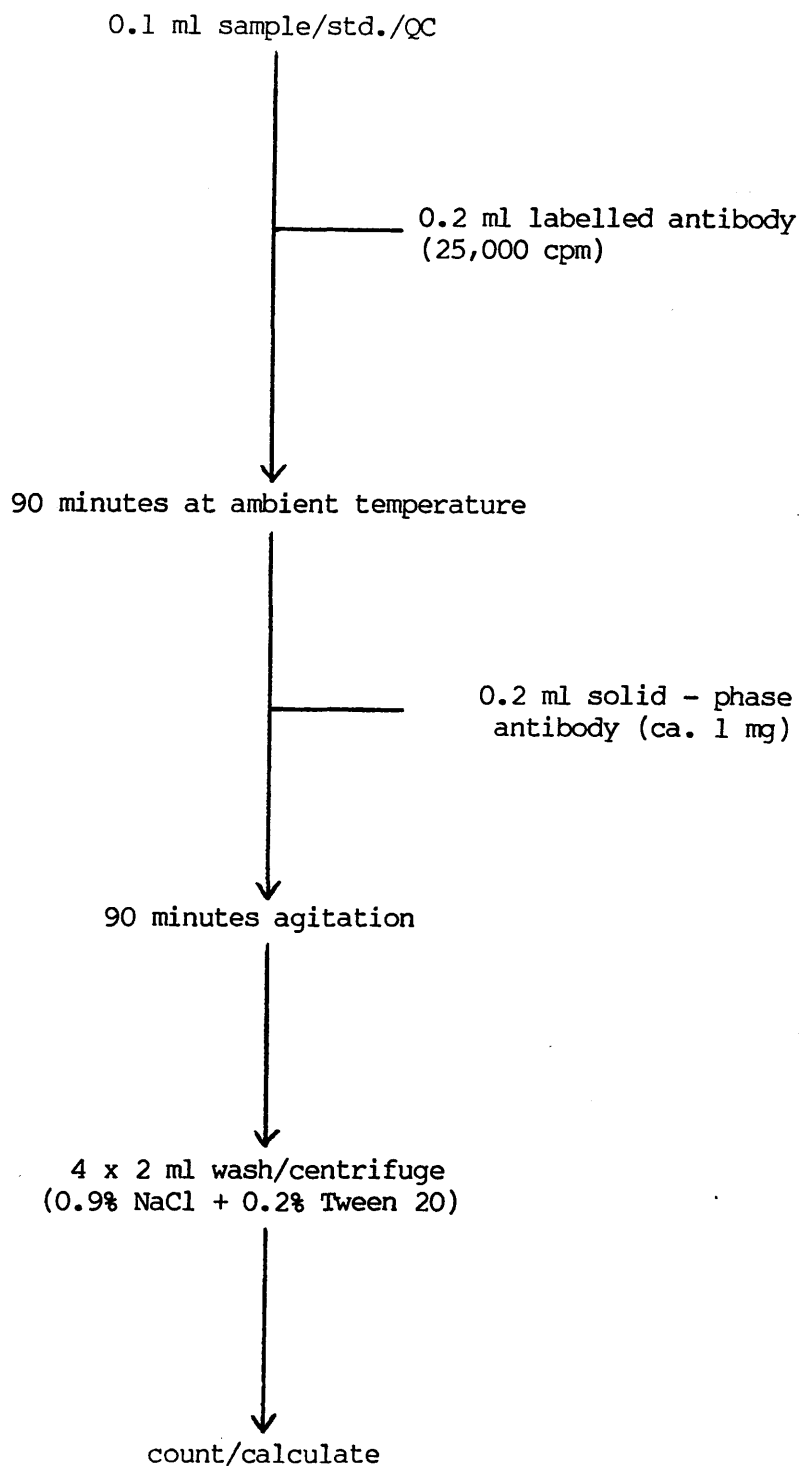 0.1 ml sample/std./QC
0.2 ml labelled antibody
(25,000 cpm)
90 minutes at ambient temperature
0.2 ml solid - phase
antibody (ca. 1 mg)
90 minutes agitation
4 x 2 ml wash/centrifuge
(0.9% NaCl + 0.2% Tween 20)
count/calculate